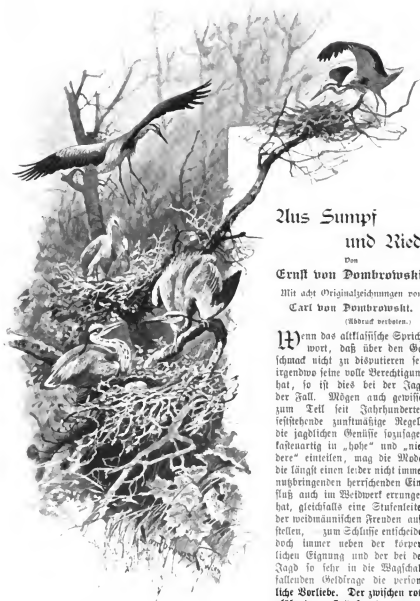 Aus Sumpf
und Ried
Von
Ernst von Dombrowski
Mit acht Originalzeichnungen von
Carl von Dombrowski.
(Abdruck verboten.)
Wenn das altklassische Sprich
wort, daß über den Ge
schmack nicht zu disputieren se
irgendwo seine volle Berechtigun
hat, so ist dies bei der Jag
der Fall. Mögen auch gewiss
zum Teil seit Jahrhunderte
feststehende zunftmäßige Regel
die jagdlichen Genüsse sozusage
kastenartig in „hohe“ und „nie
dere“ einteilen, mag die Mode
die längst einen leider nicht imme
nutzbringenden herrschenden Ein
fluß auch im Weidwerk errunge
hat, gleichfalls eine Stufenleite
der weidmännischen Freuden auf
stellen, — zum Schlusse entscheide
doch immer neben der körper
lichen Eignung und der bei de
Jagd so sehr in die Wagschal
fallenden Geldfrage die persön
liche Vorliebe. Der zwischen den